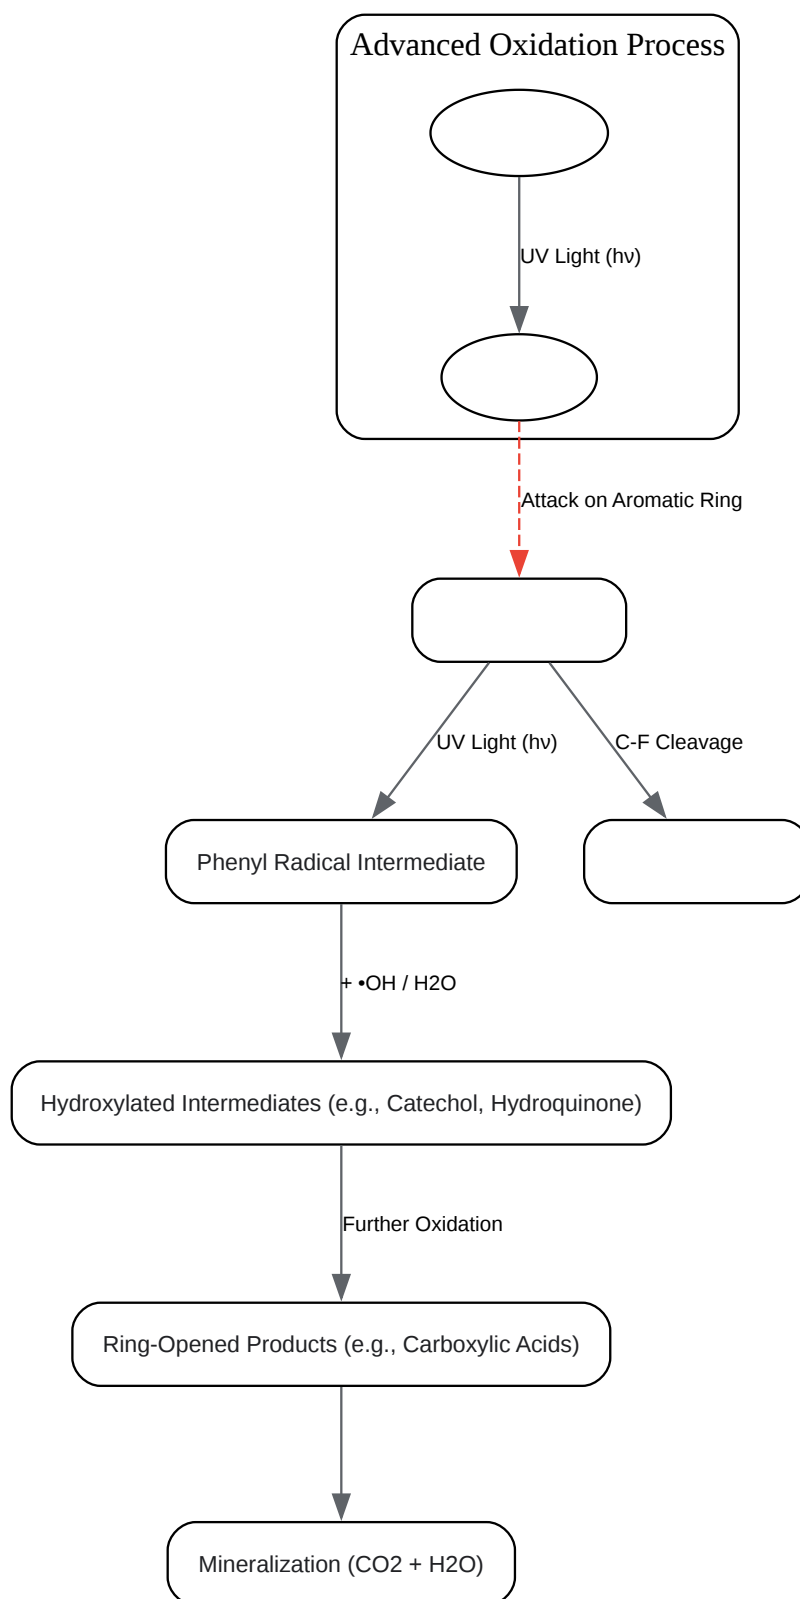 Advanced Oxidation Process
UV Light (hν)
Attack on Aromatic Ring
UV Light (hν)
C-F Cleavage
Phenyl Radical Intermediate
+ •OH / H2O
Hydroxylated Intermediates (e.g., Catechol, Hydroquinone)
Further Oxidation
Ring-Opened Products (e.g., Carboxylic Acids)
Mineralization (CO2 + H2O)